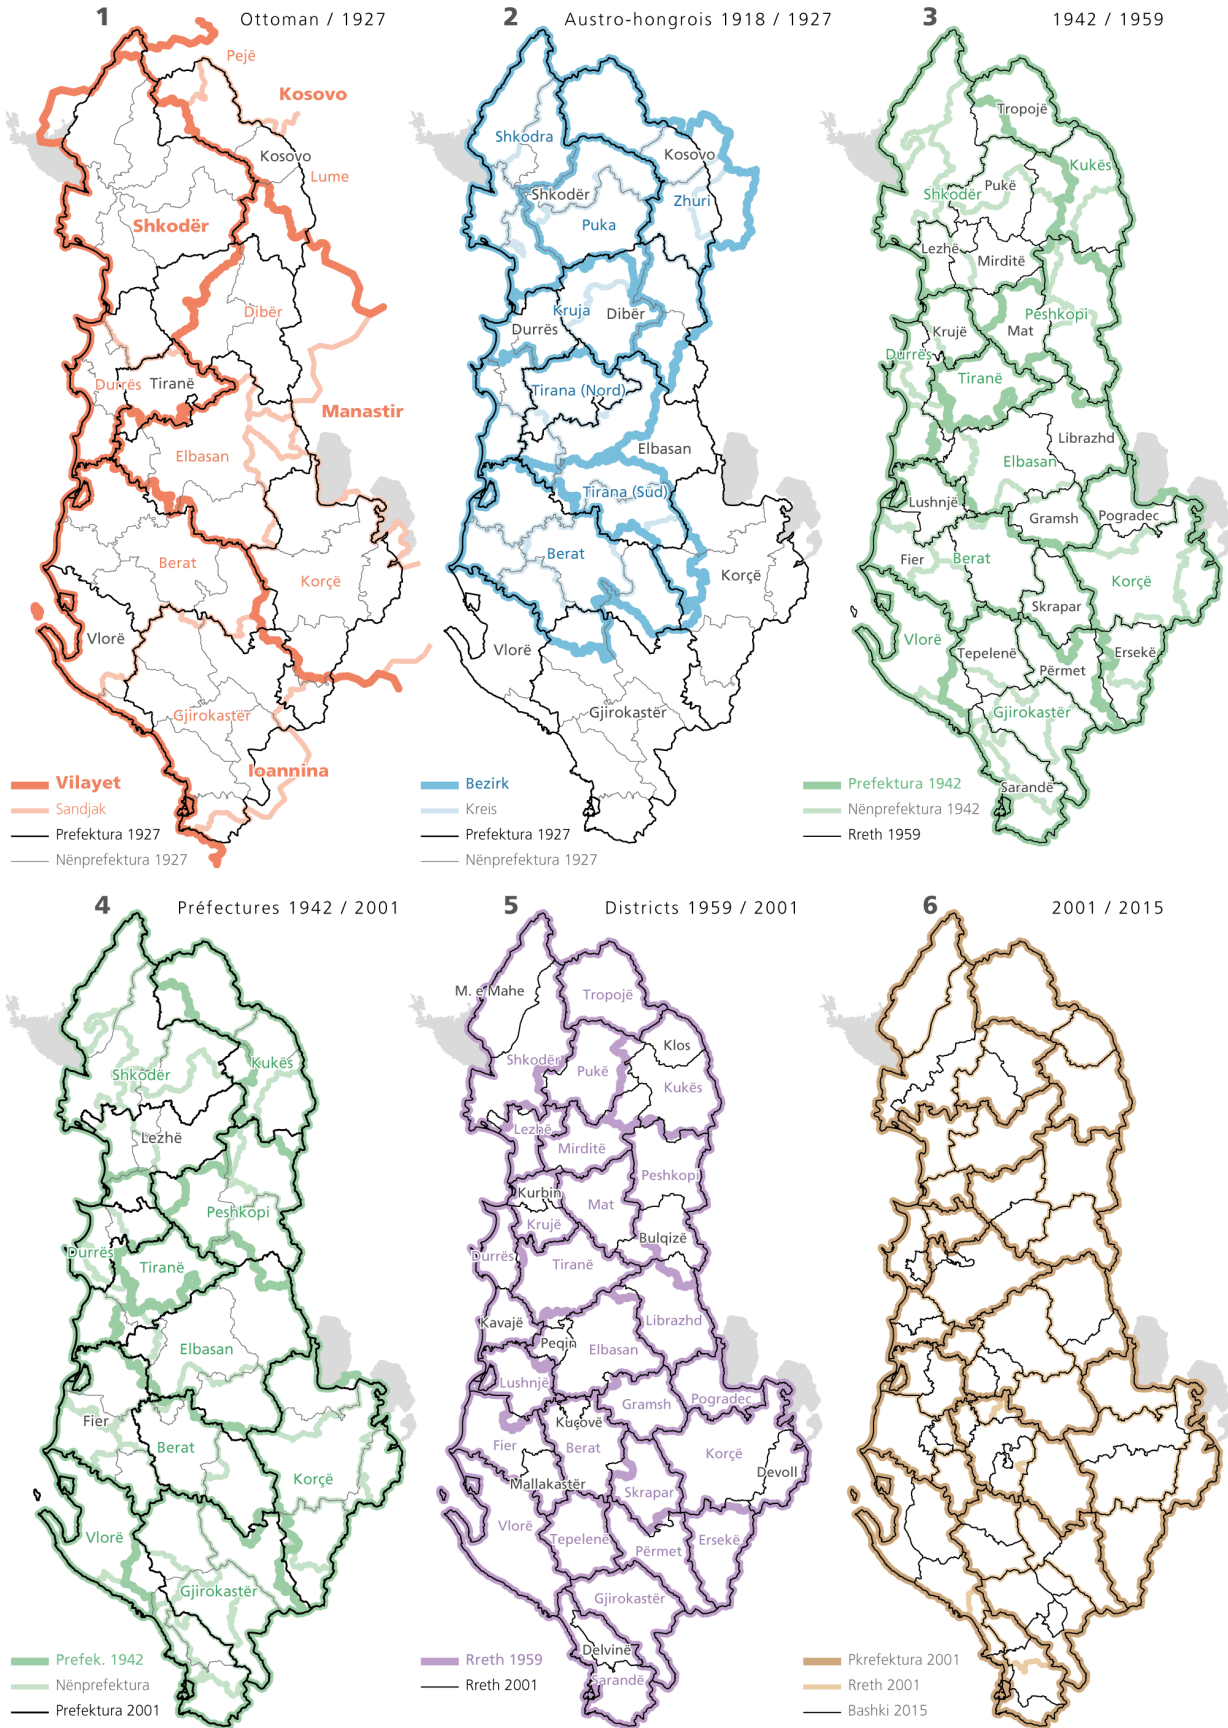 1
Ottoman / 1927
Pejë
Kosovo
Kosovo
Lume
Shkodër
Dibër
Durrës
Tiranë
Manastir
Elbasan
Berat
Korçë
Vlorë
Gjirokastër
Ioannina
Vilayet
Sandjak
Prefektura 1927
Nënprefektura 1927
2
Austro-hongrois 1918 / 1927
Shkodra
Kosovo
Shkodër
Zhuri
Puka
Kruja
Dibër
Durrës
Tirana (Nord)
Elbasan
Tirana (Süd)
Berat
Korçë
Vlorë
Gjirokastër
Bezirk
Kreis
Prefektura 1927
Nënprefektura 1927
3
1942 / 1959
Tropojë
Kukës
Pukë
Shkodër
Lezhë
Mirditë
Peshkopi
Krujë
Mat
Durrës
Tiranë
Librazhd
Elbasan
Lushnjë
Gramsh
Pogradec
Fier
Berat
Korçë
Skrapar
Vlorë
Tepelenë
Përmet
Ersekë
Gjirokastër
Sarandë
Prefektura 1942
Nënprefektura 1942
Rreth 1959
4
Préfectures 1942 / 2001
Kukës
Shkodër
Lezhë
Peshkopi
Durrës
Tiranë
Elbasan
Fier
Berat
Korçë
Vlorë
Gjirokastër
Prefek. 1942
Nënprefektura
Prefektura 2001
5
Districts 1959 / 2001
M. e Mahe
Tropojë
Klos
Shkodër
Pukë
Kukës
Lezhë
Mirditë
Peshkopi
Kurbin
Mat
Krujë
Bulqizë
Durrës
Tiranë
Kavajë
Librazhd
Peqin
Elbasan
Lushnjë
Gramsh
Pogradec
Kuçovë
Fier
Berat
Korçë
Devoll
Mallakastër
Skrapar
Vlorë
Tepelenë
Përmet
Ersekë
Gjirokastër
Delvinë
Sarandë
Rreth 1959
Rreth 2001
6
2001 / 2015
Pkrefektura 2001
Rreth 2001
Bashki 2015